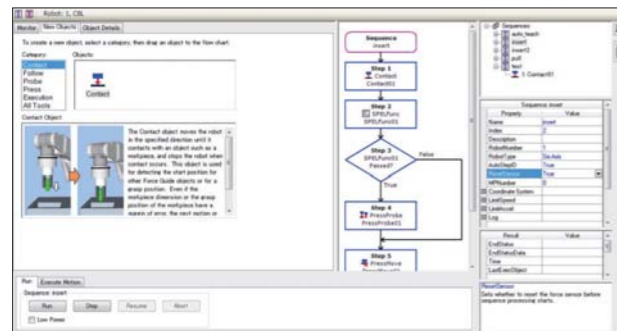 Robot: 1, CBL
Monitor New Objects Object Details
To create a new object, select a category, then drag an object to the flow chart.
Category:
Objects:
Contact
Follow
Probe
Press
Execution
All Tools
Contact
Contact Object
The Contact object moves the robot
in the specified direction until it
contacts with an object such as a
workpiece, and stops the robot when
contact occurs. This object is used
for detecting the start position for
other Force Guide objects or for a
grasp position. Even if the
workpiece dimension or the grasp
position of the workpiece have a
margin of error, the next motion or
Run Execute Motion
Sequence insert
Run Stop Resume Abort
Low Power
Sequence
insert
Step 1
Contact
Contact01
Step 2
SPELFunc
SPELFunc01
Step 3
SPELFunc01
Passed?
False
True
Step 4
PressProbe
PressProbe01
Step 5
PressMove
Sequences
auto_teach
insert
insert2
pull
test
1: Contact01
Sequence insert
Property Value
Name insert
Index 2
Description
RobotNumber 1
RobotType Six-Axis
AutoStepID True
ResetSensor True
MPNumber 0
Coordinate System
LimitSpeed
LimitAccel
Log
Result Value
EndStatus
EndStatusData
Time
LastExecObject
ResetSensor
Sets whether to reset the force sensor before
sequence processing starts.